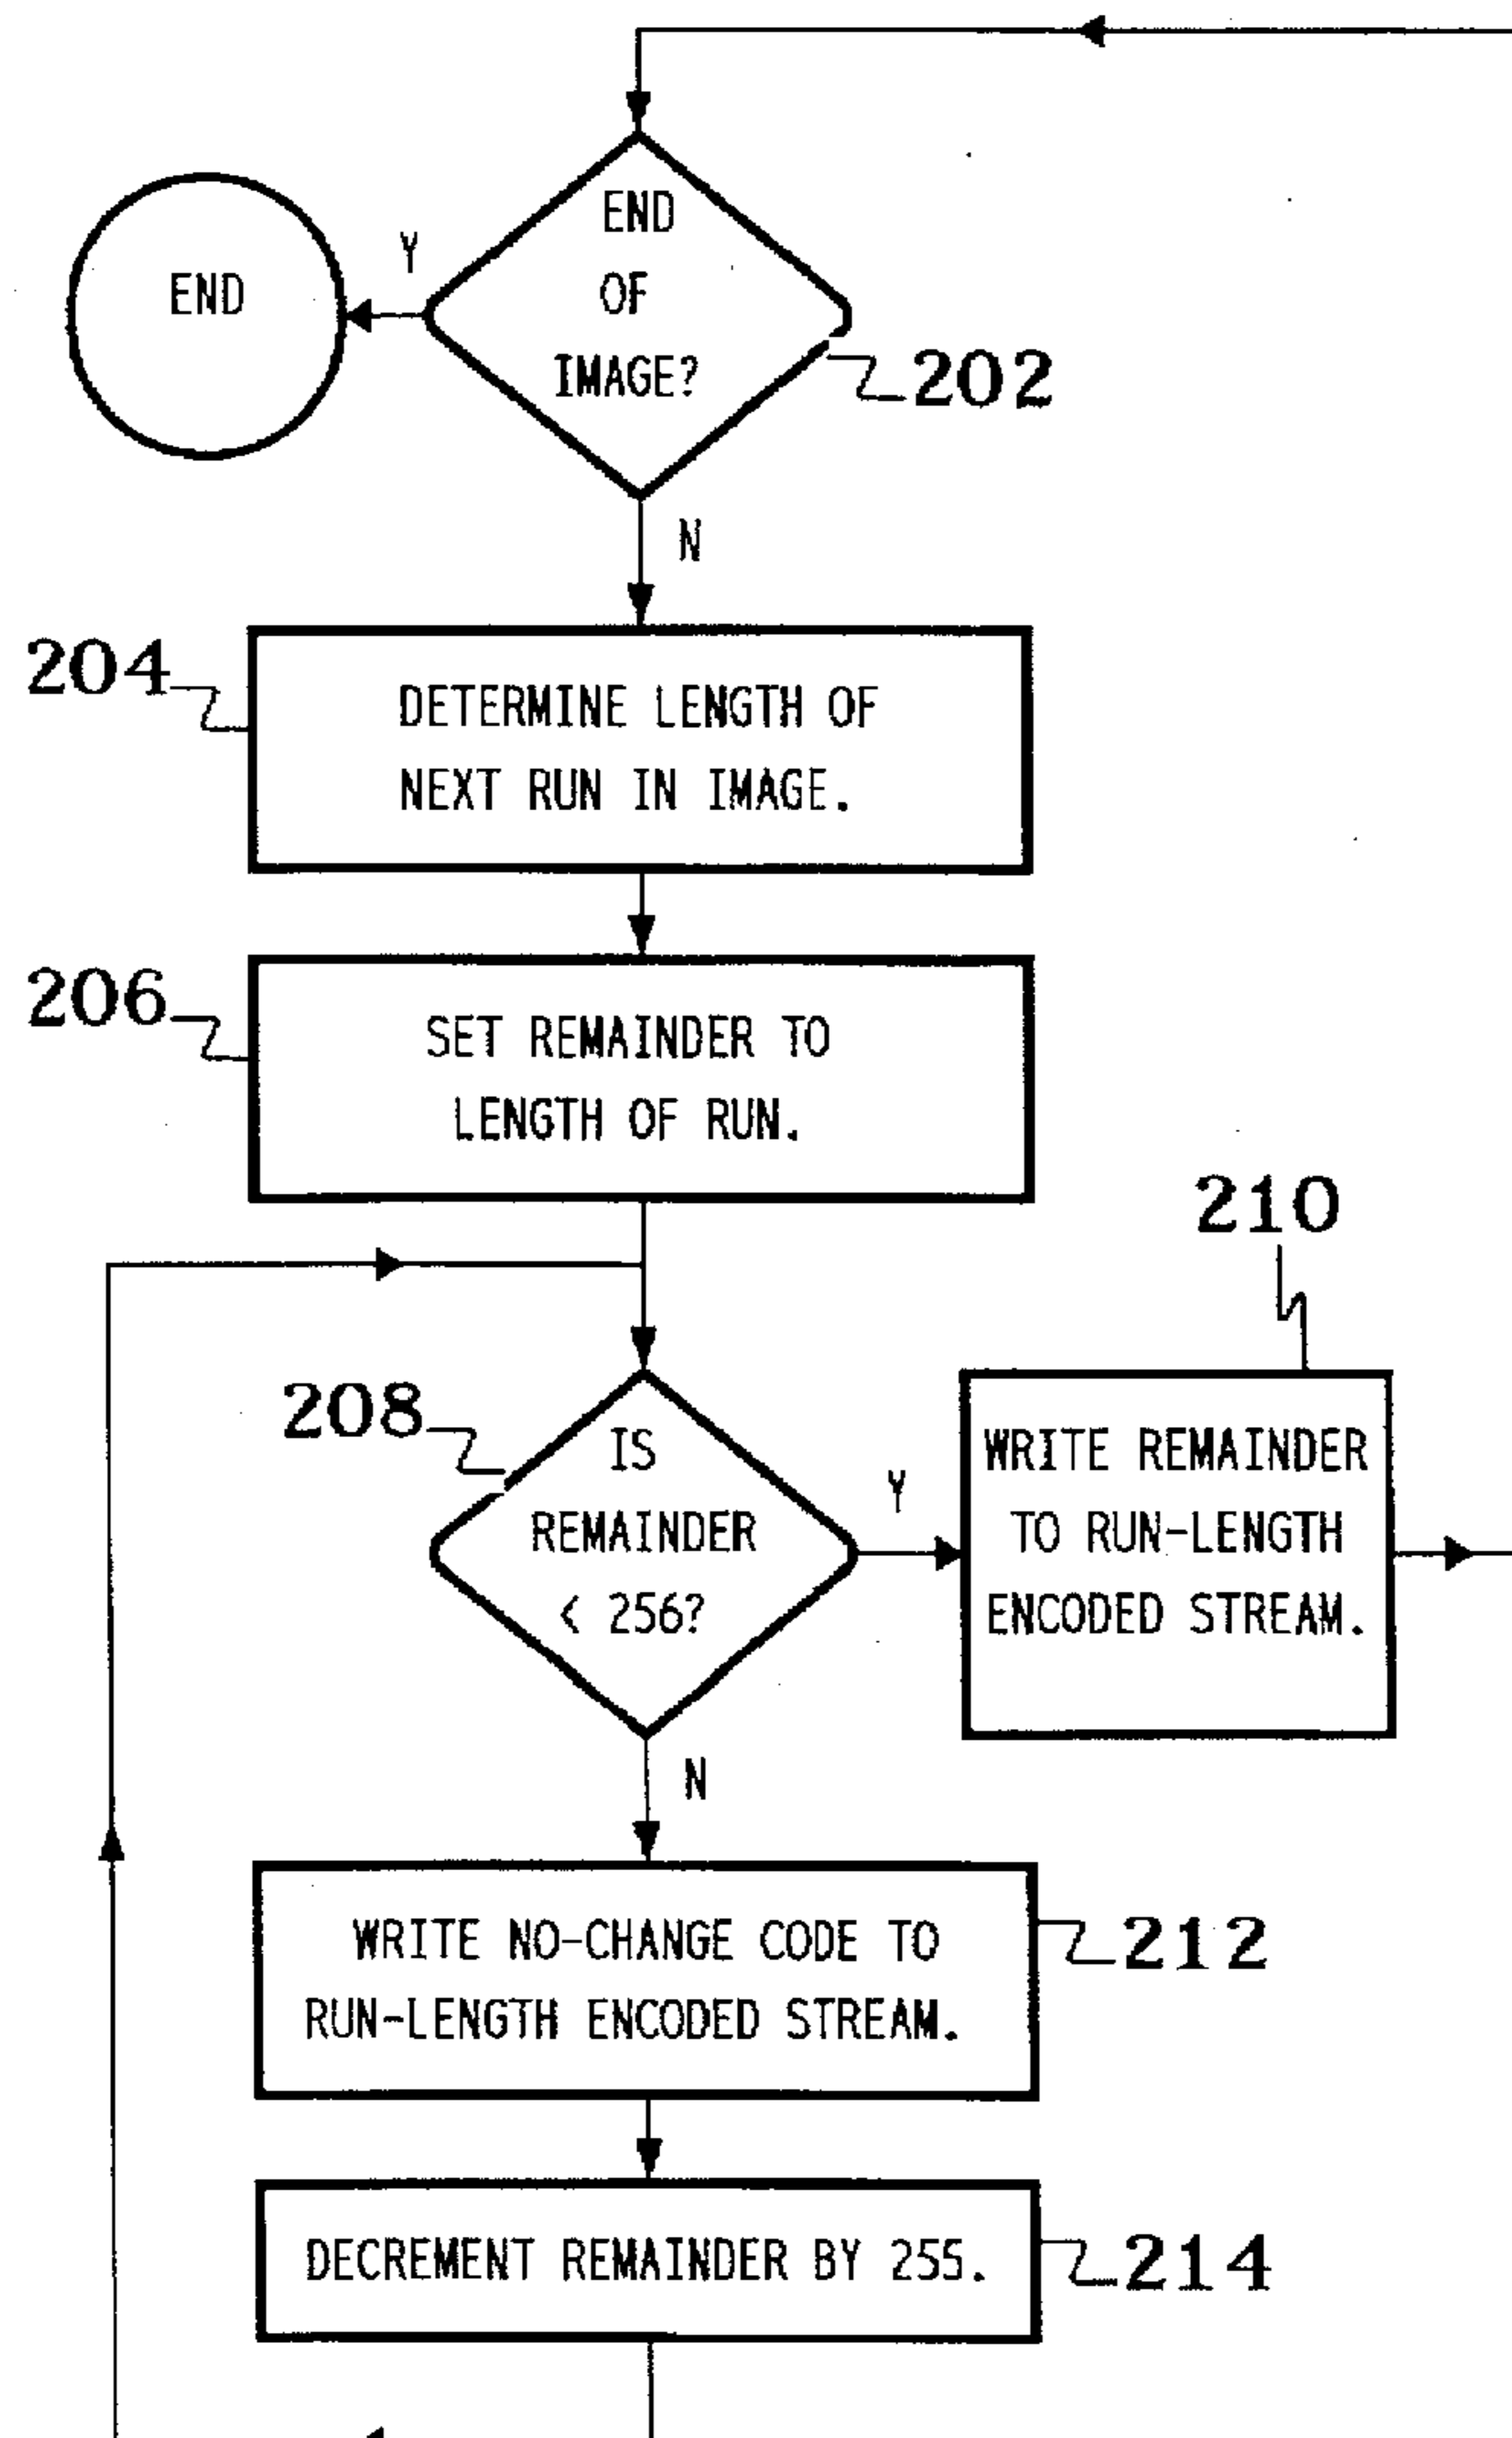 END
OF
IMAGE?
Y
END
202
N
204
DETERMINE LENGTH OF
NEXT RUN IN IMAGE.
206
SET REMAINDER TO
LENGTH OF RUN.
208
IS
REMAINDER
< 256?
Y
210
WRITE REMAINDER
TO RUN-LENGTH
ENCODED STREAM.
N
212
WRITE NO-CHANGE CODE TO
RUN-LENGTH ENCODED STREAM.
214
DECREMENT REMAINDER BY 255.